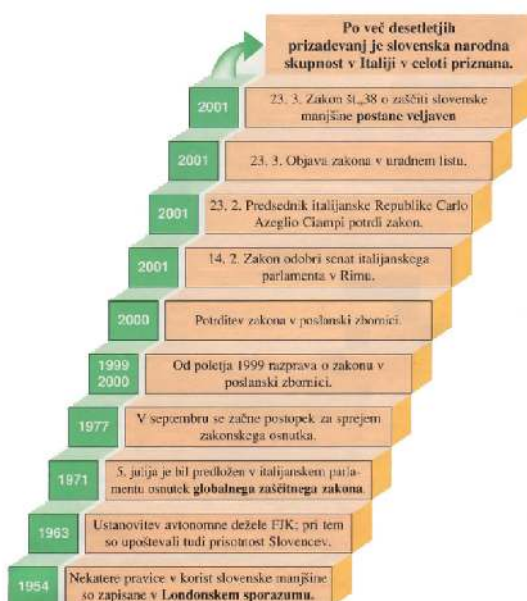 Po več desetletjih
prizadevanj je slovenska narodna
skupnost v Italiji v celoti priznana.
2001
23. 3. Zakon št. 38 o zaščiti slovenske
manjšine postane veljaven
2001
23. 3. Objava zakona v uradnem listu.
2001
23. 2. Predsednik italijanske Republike Carlo
Azeglio Ciampi potrdi zakon.
2001
14. 2. Zakon odobri senat italijanskega
parlamenta v Rimu.
2000
Potrditev zakona v poslanski zbornici.
1999
2000
Od poletja 1999 razprava o zakonu v
poslanski zbornici.
1977
V septembru se začne postopek za sprejem
zakonskega osnutka.
1971
5. julija je bil predložen v italijanskem parla-
mentu osnutek globalnega zaščitnega zakona.
1963
Ustanovitev avtonomne dežele FJK; pri tem
so upoštevali tudi prisotnost Slovencev.
1954
Nekatere pravice v korist slovenske manjšine
so zapisane v Londonskem sporazumu.